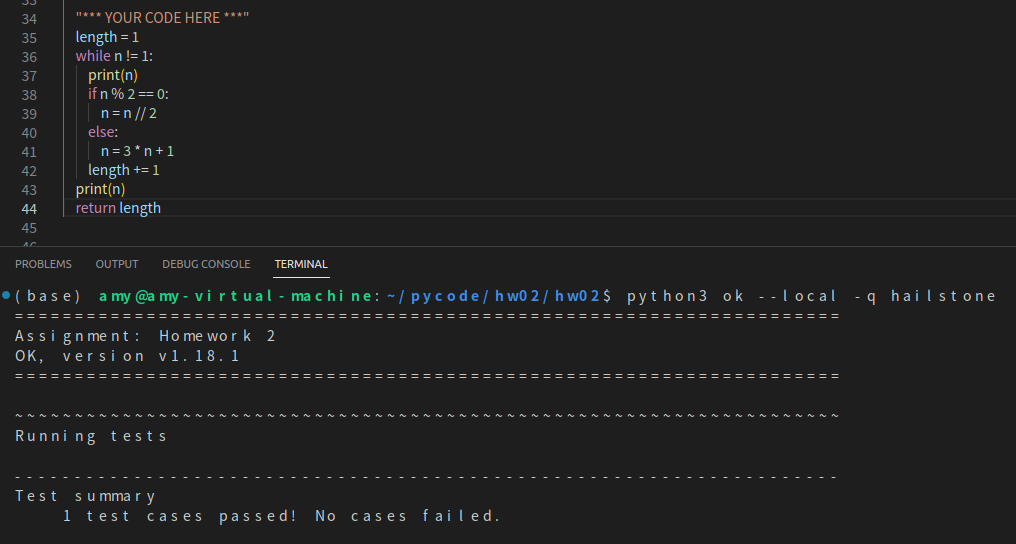 33
34 "*** YOUR CODE HERE ***"
35 length = 1
36 while n != 1:
37 print(n)
38 if n % 2 == 0:
39 n = n // 2
40 else:
41 n = 3 * n + 1
42 length += 1
43 print(n)
44 return length
45
46
PROBLEMS OUTPUT DEBUG CONSOLE TERMINAL
(base) amy@amy-virtual-machine:~/pycode/hw02/hw02$ python3 ok --local -q hailstone
=====================================================================
Assignment: Homework 2
OK, version v1.18.1
=====================================================================
~~~~~~~~~~~~~~~~~~~~~~~~~~~~~~~~~~~~~~~~~~~~~~~~~~~~~~~~~~~~~~~~~~~~~
Running tests
---------------------------------------------------------------------
Test summary
1 test cases passed! No cases failed.